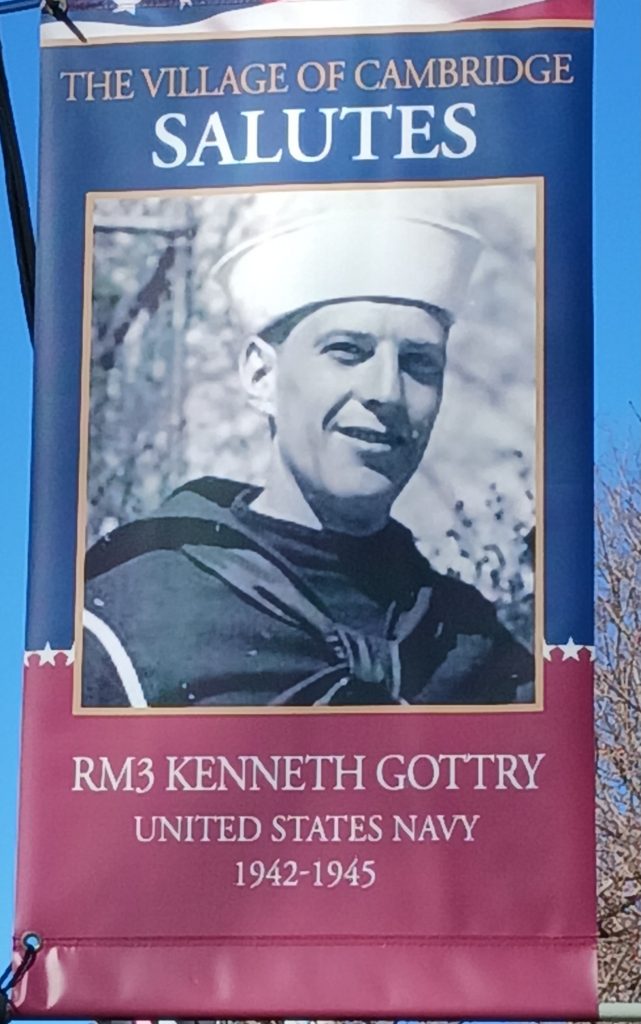 THE VILLAGE OF CAMBRIDGE
SALUTES
RM3 KENNETH GOTTRY
UNITED STATES NAVY
1942-1945